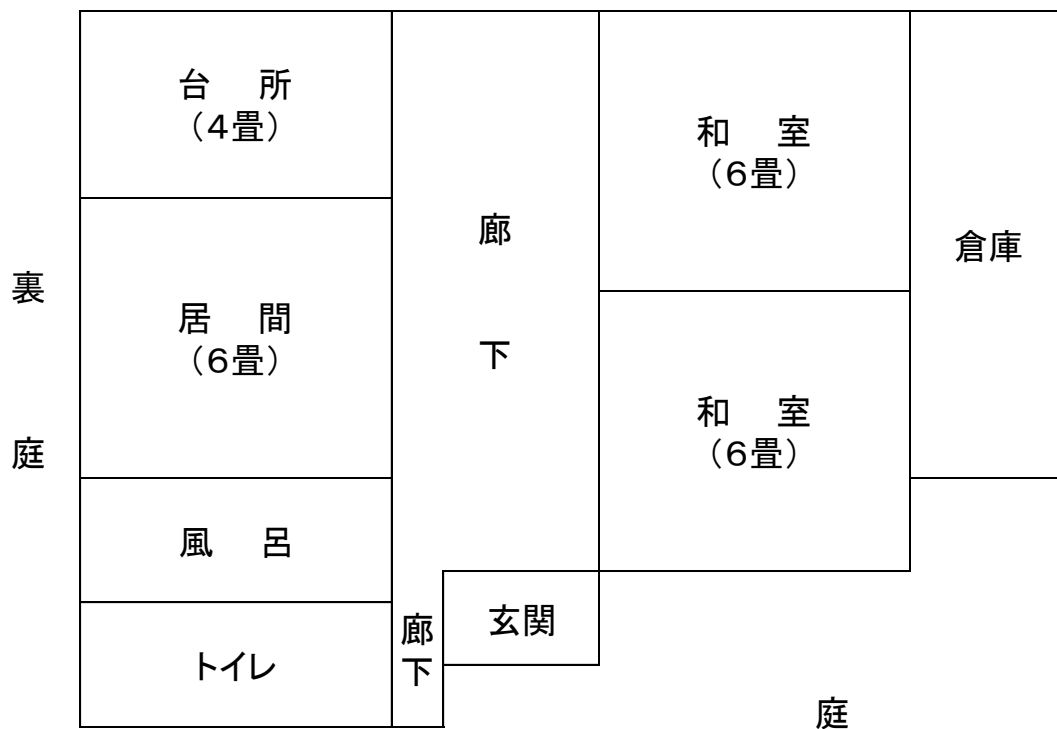 台　所
（4畳）
和　室
（6畳）
廊
下
倉庫
裏
庭
居　間
（6畳）
和　室
（6畳）
風　呂
トイレ
廊
下
玄関
庭